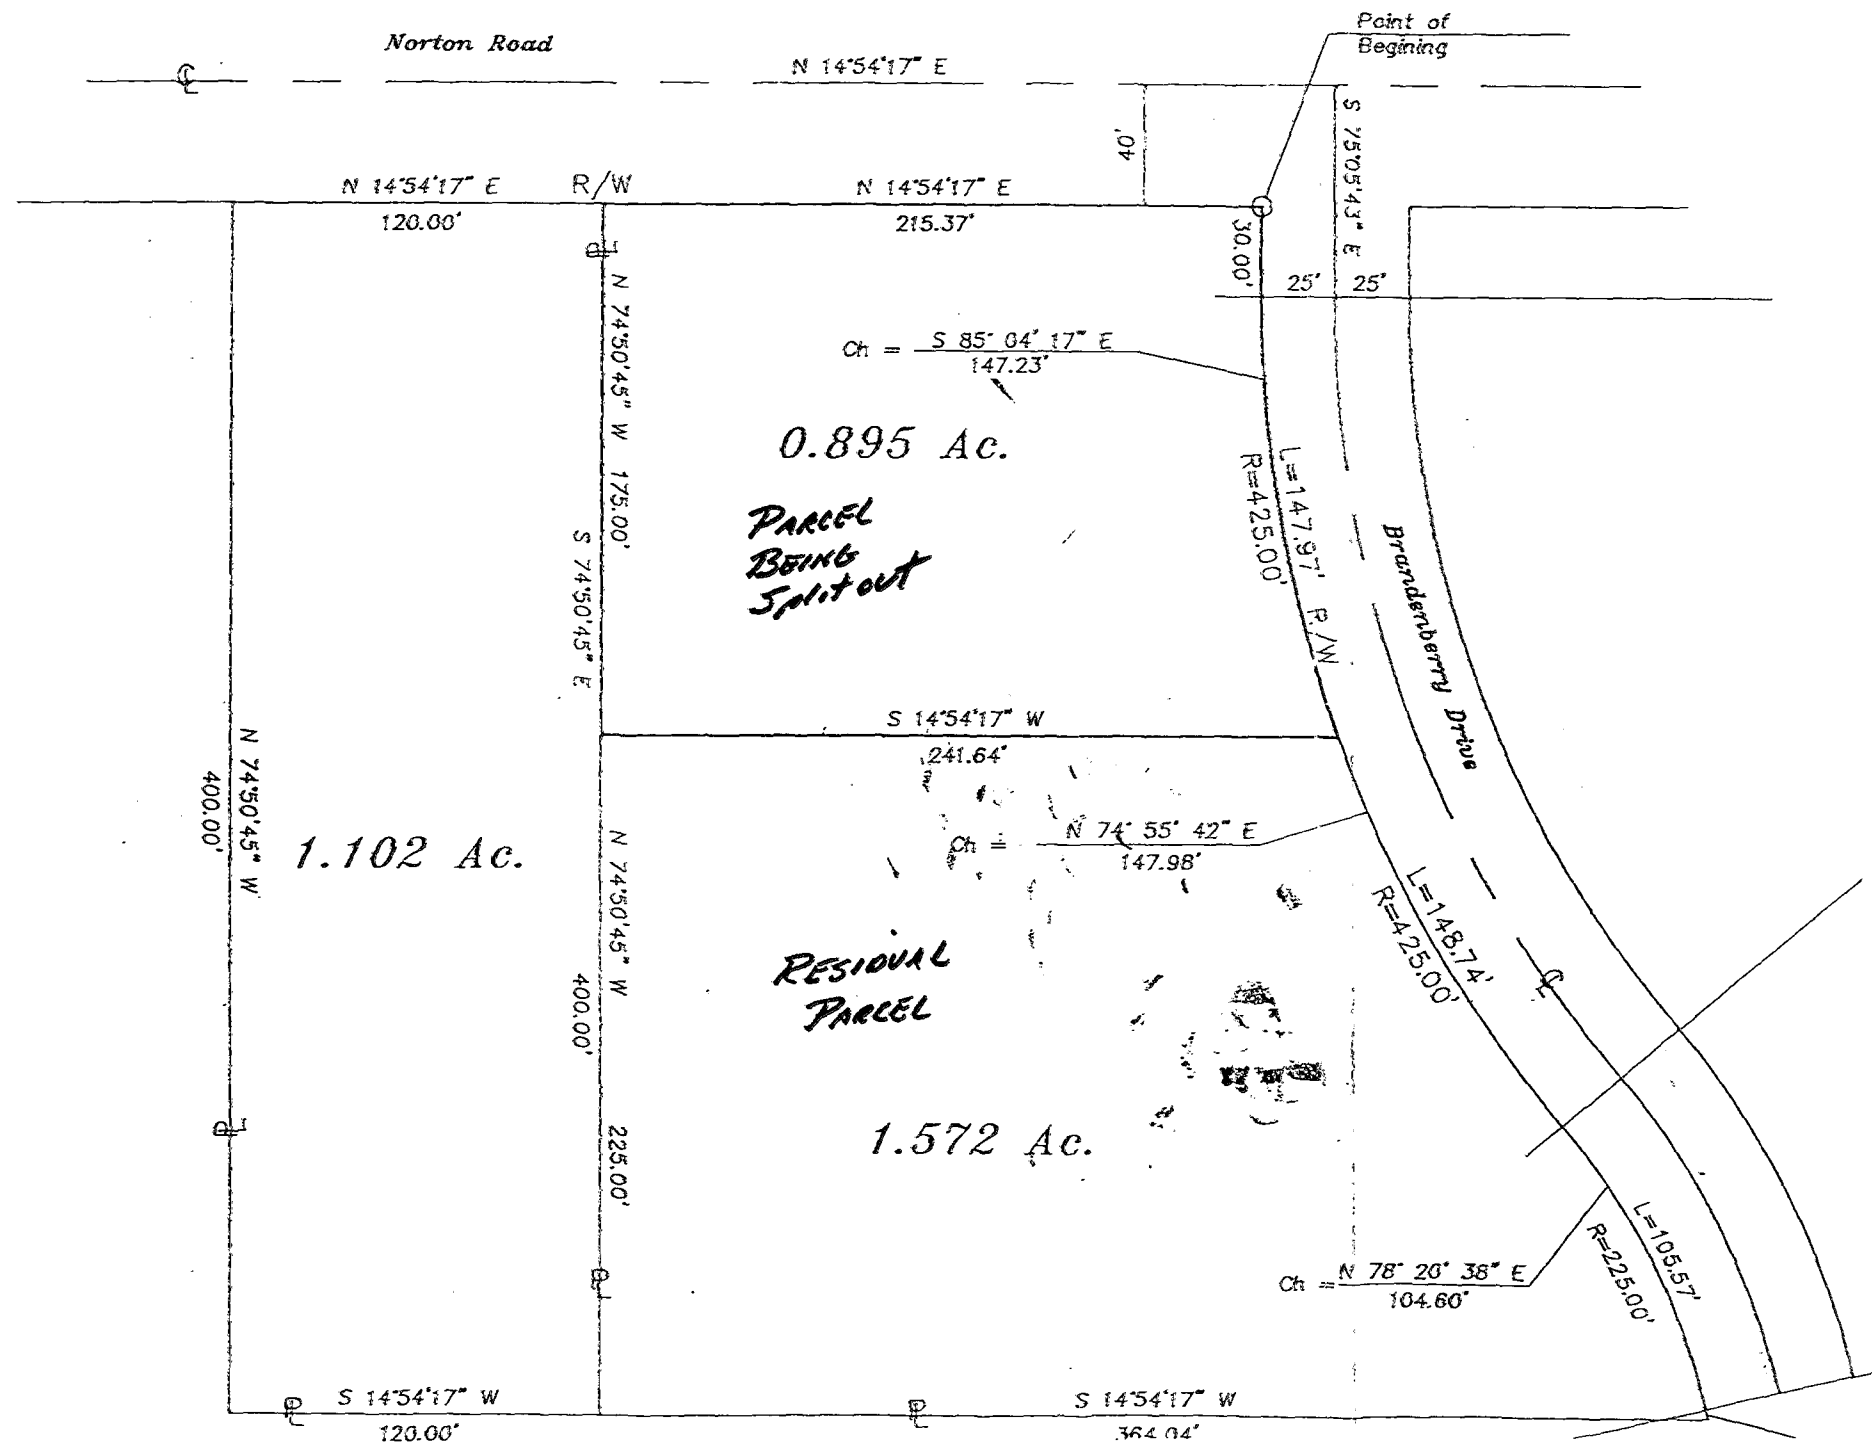 Point of
Begining
Norton Road
N 14°54'17" E
40'
S 75°05'43" E
N 14°54'17" E
120.00'
R/W
N 14°54'17" E
215.37'
30.00'
25' 25'
N 74°50'45" W 175.00'
S 74°50'45" E
Ch = S 85° 04' 17" E
147.23'
0.895 Ac.
PARCEL
BEING
Split out
L=147.97' R/W
R=425.00'
Brandenberry Drive
S 14°54'17" W
241.64'
N 74°50'45" W
400.00'
1.102 Ac.
N 74°50'45" W
400.00'
225.00'
Ch = N 74° 55' 42" E
147.98'
L=148.74'
R=425.00'
RESIDUAL
PARCEL
1.572 Ac.
Ch = N 78° 20' 38" E
104.60'
L=105.57'
R=225.00'
S 14°54'17" W
120.00'
S 14°54'17" W
364.04'